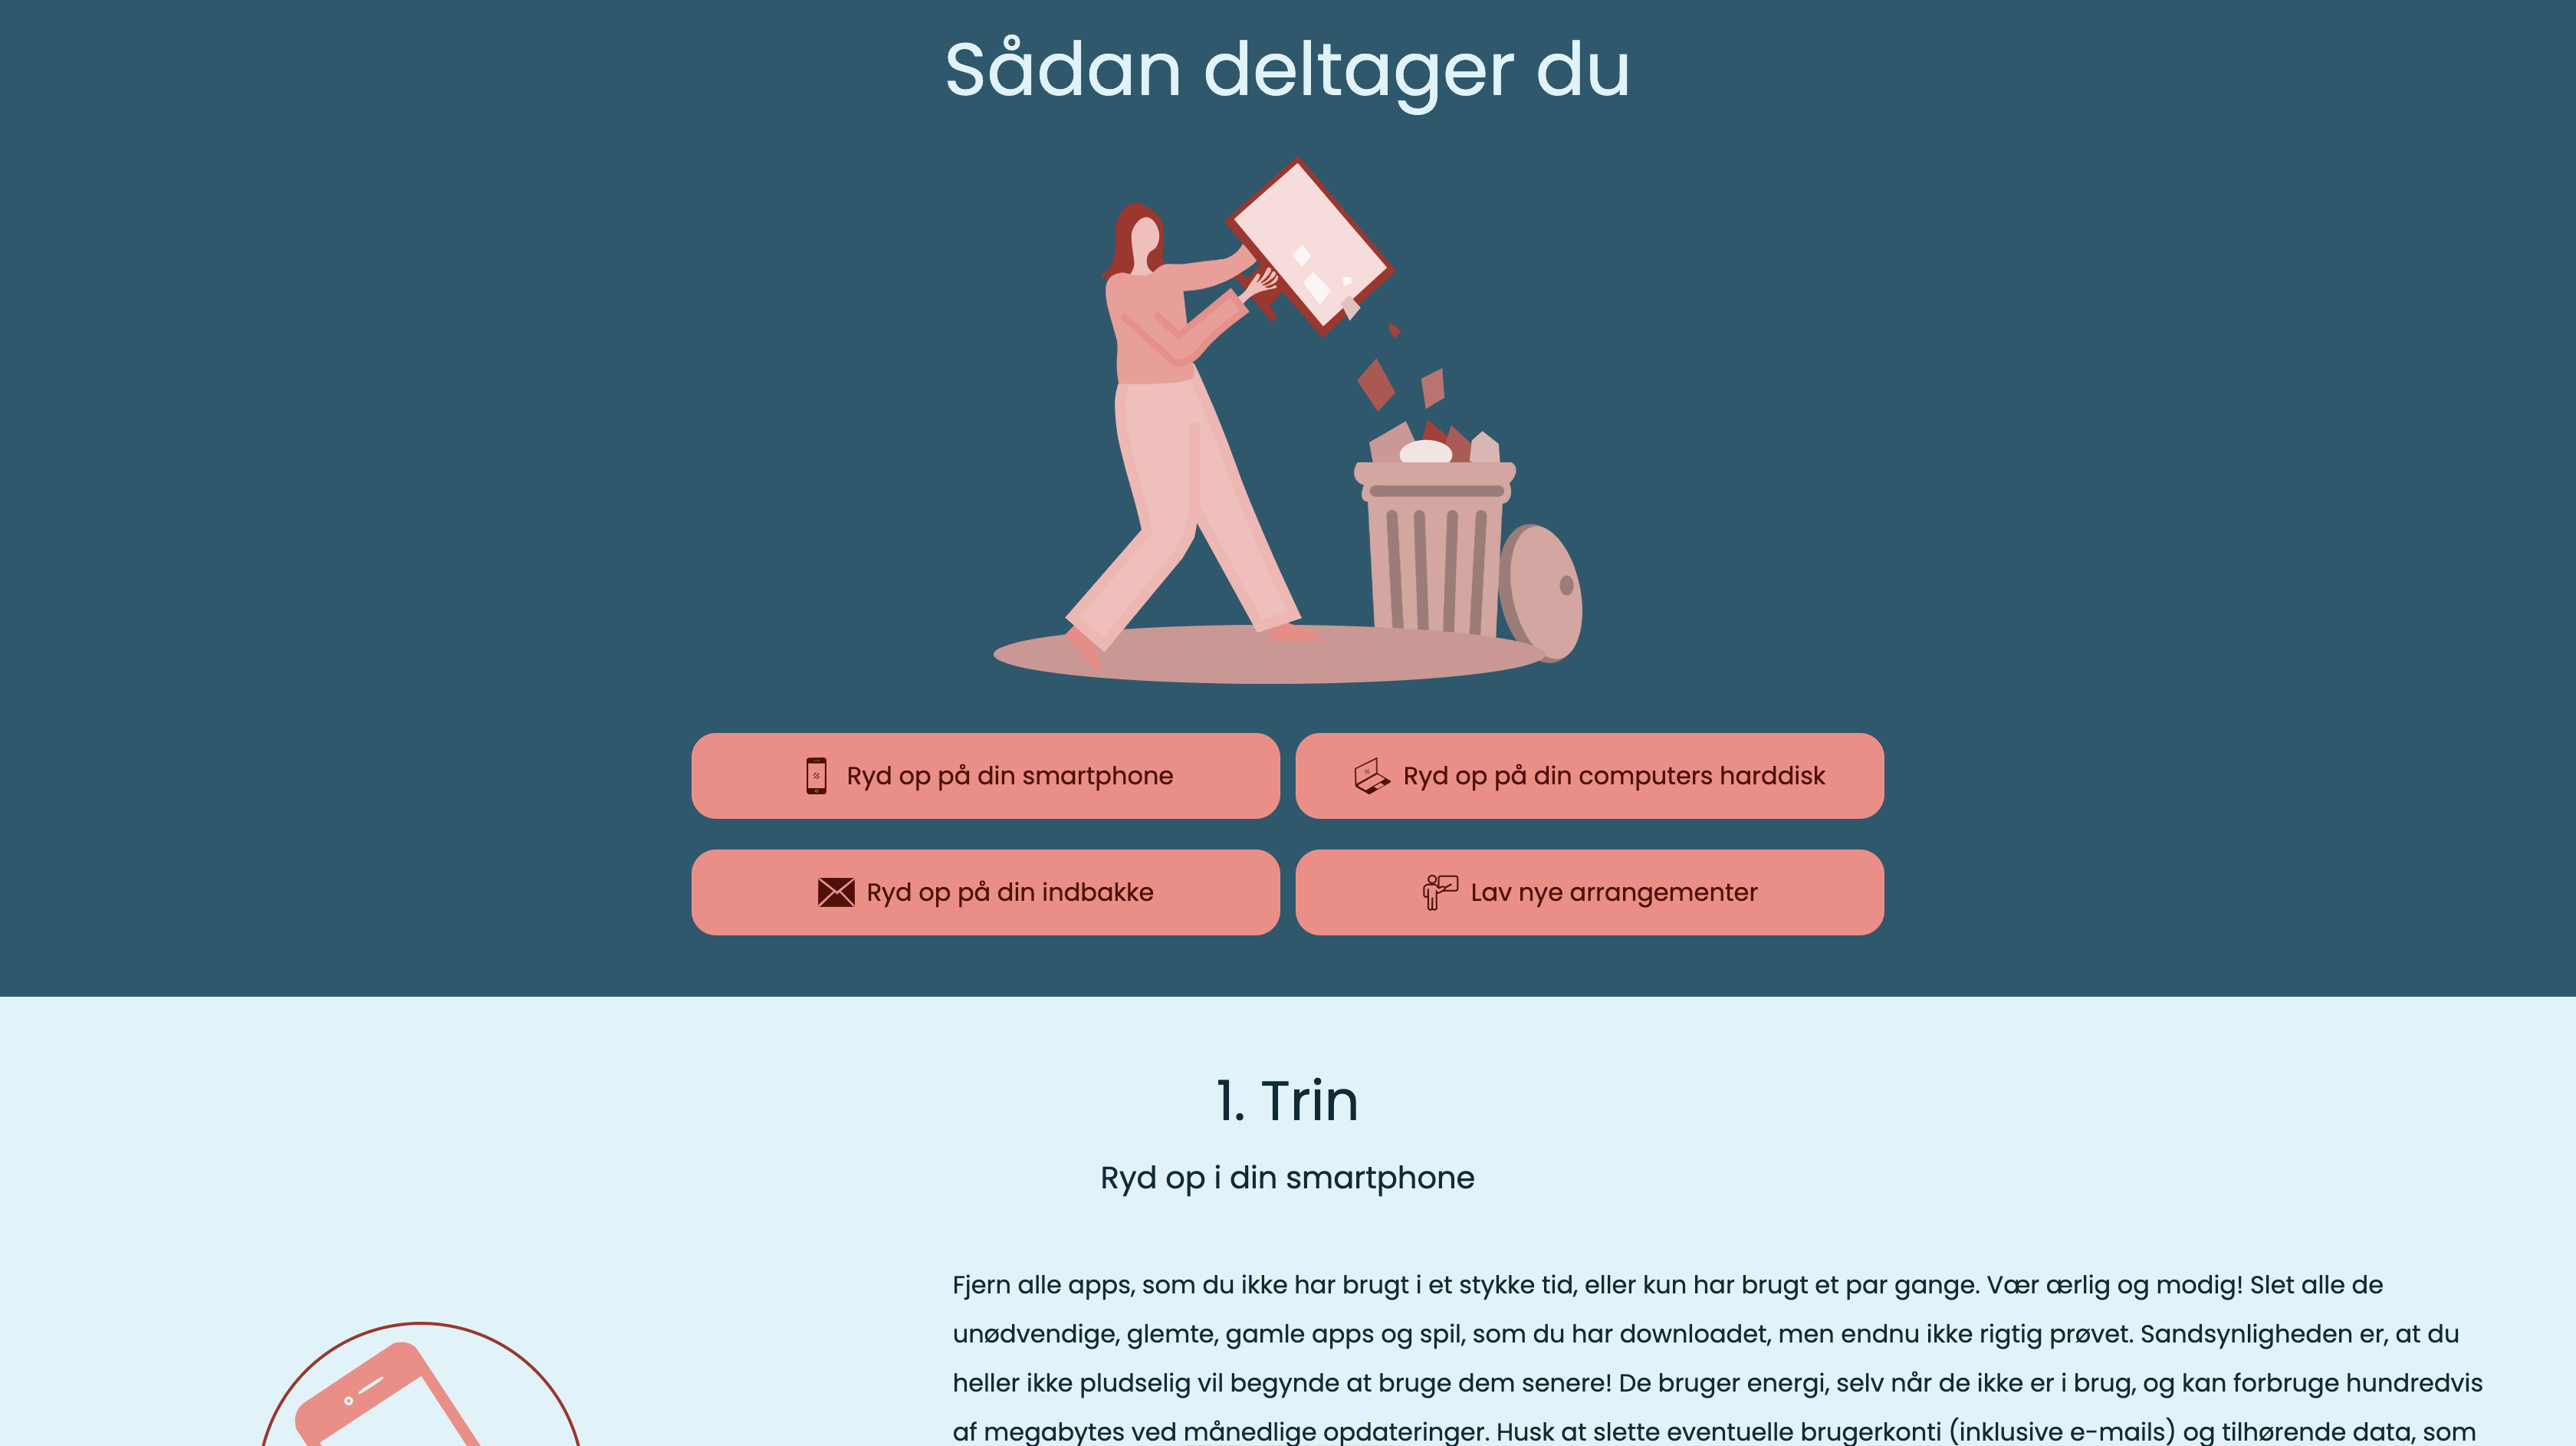 Sådan deltager du
Ryd op på din smartphone
Ryd op på din computers harddisk
Ryd op på din indbakke
Lav nye arrangementer
1. Trin
Ryd op i din smartphone
Fjern alle apps, som du ikke har brugt i et stykke tid, eller kun har brugt et par gange. Vær ærlig og modig! Slet alle de
unødvendige, glemte, gamle apps og spil, som du har downloadet, men endnu ikke rigtig prøvet. Sandsynligheden er, at du
heller ikke pludselig vil begynde at bruge dem senere! De bruger energi, selv når de ikke er i brug, og kan forbruge hundredvis
af megabytes ved månedlige opdateringer. Husk at slette eventuelle brugerkonti (inklusive e-mails) og tilhørende data, som